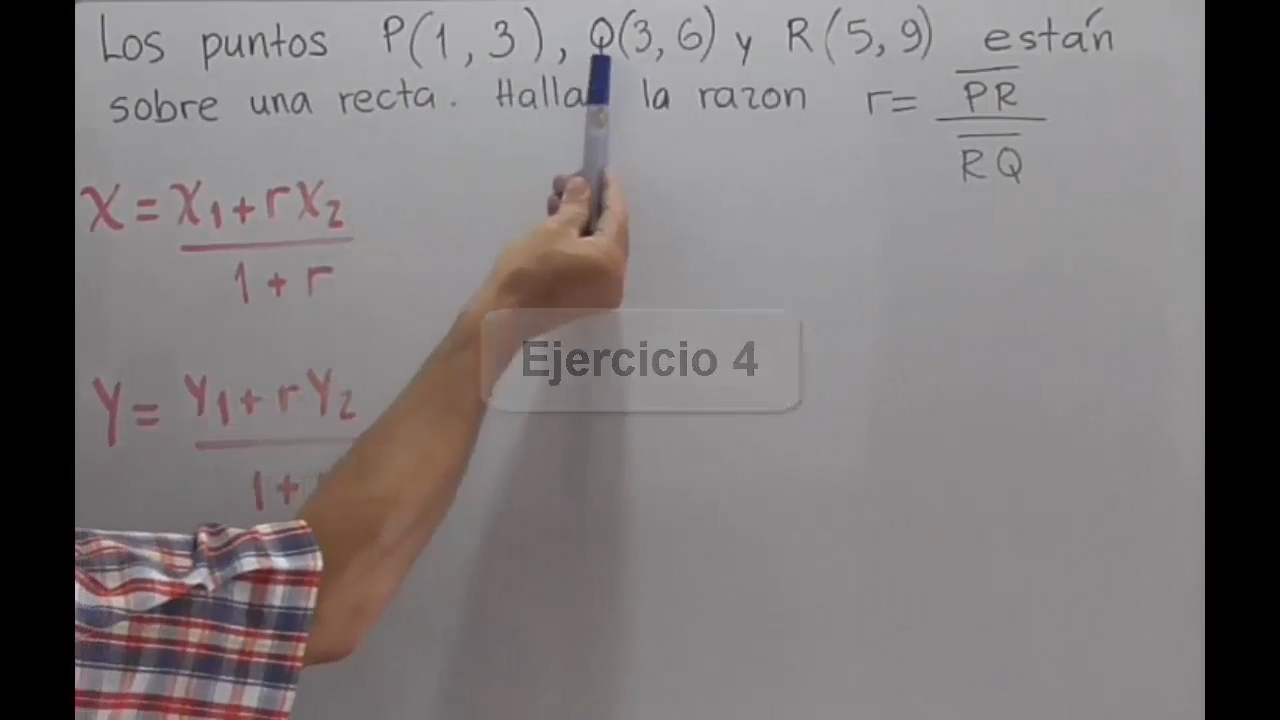 Los puntos P(1, 3), Q(3, 6) y R(5, 9) están
sobre una recta. Halla la razon r= PR
RQ
X = X1 + rX2
1 + r
Ejercicio 4
Y = Y1 + rY2
1 +